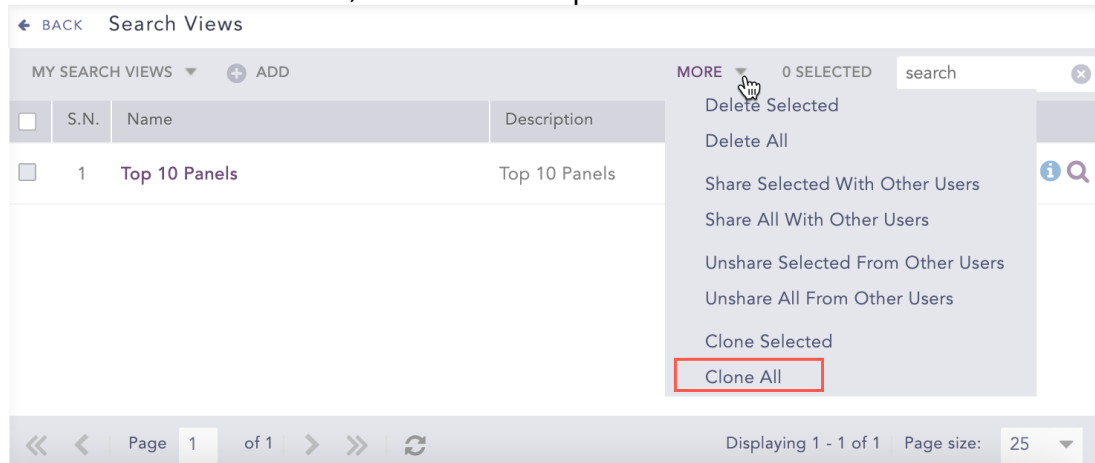 BACK Search Views
MY SEARCH VIEWS ADD MORE 0 SELECTED search
S.N. Name Description
1 Top 10 Panels Top 10 Panels
Delete Selected
Delete All
Share Selected With Other Users
Share All With Other Users
Unshare Selected From Other Users
Unshare All From Other Users
Clone Selected
Clone All
Page 1 of 1 Displaying 1 - 1 of 1 Page size: 25